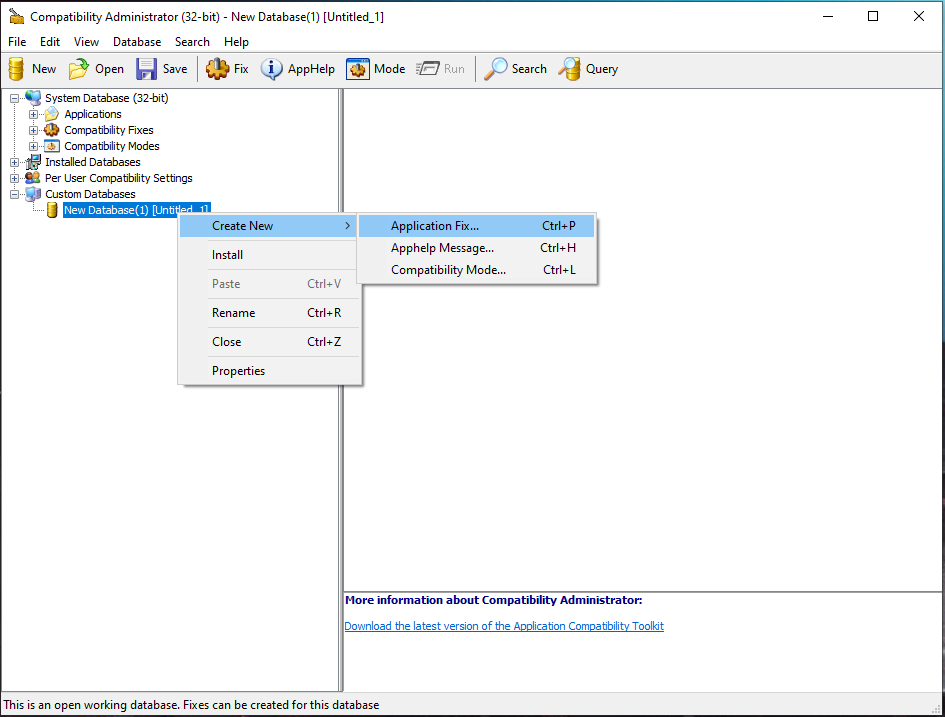 Compatibility Administrator (32-bit) - New Database(1) [Untitled_1]
File Edit View Database Search Help
New Open Save Fix AppHelp Mode Run Search Query
System Database (32-bit)
Applications
Compatibility Fixes
Compatibility Modes
Installed Databases
Per User Compatibility Settings
Custom Databases
New Database(1) [Untitled_1]
Create New > Application Fix... Ctrl+P
Apphelp Message... Ctrl+H
Install
Compatibility Mode... Ctrl+L
Paste Ctrl+V
Rename Ctrl+R
Close Ctrl+Z
Properties
More information about Compatibility Administrator:
Download the latest version of the Application Compatibility Toolkit
This is an open working database. Fixes can be created for this database